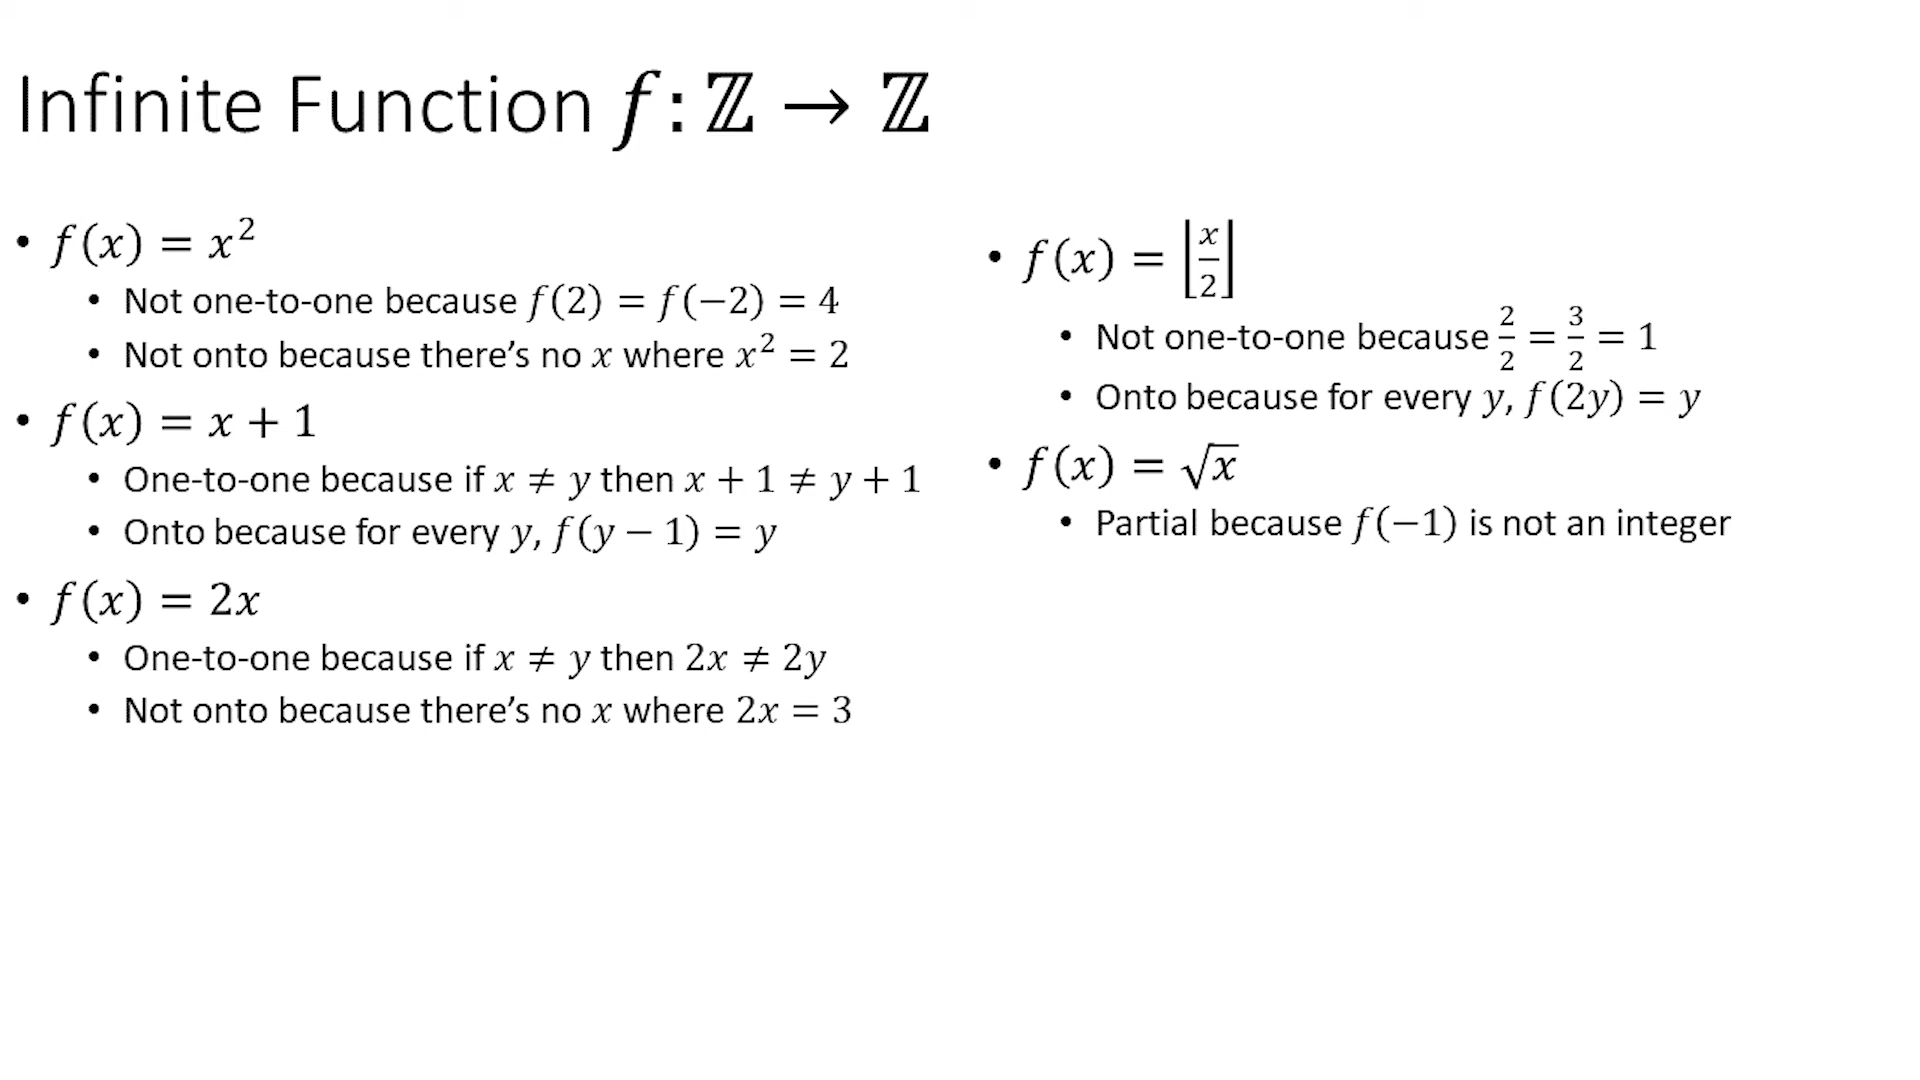 Infinite Function 𝑓: ℤ → ℤ
• 𝑓(𝑥) = 𝑥²
• Not one-to-one because 𝑓(2) = 𝑓(−2) = 4
• Not onto because there’s no 𝑥 where 𝑥² = 2
• 𝑓(𝑥) = 𝑥 + 1
• One-to-one because if 𝑥 ≠ 𝑦 then 𝑥 + 1 ≠ 𝑦 + 1
• Onto because for every 𝑦, 𝑓(𝑦 − 1) = 𝑦
• 𝑓(𝑥) = 2𝑥
• One-to-one because if 𝑥 ≠ 𝑦 then 2𝑥 ≠ 2𝑦
• Not onto because there’s no 𝑥 where 2𝑥 = 3
• 𝑓(𝑥) = ⌊𝑥/2⌋
• Not one-to-one because 2/2 = 3/2 = 1
• Onto because for every 𝑦, 𝑓(2𝑦) = 𝑦
• 𝑓(𝑥) = √𝑥
• Partial because 𝑓(−1) is not an integer